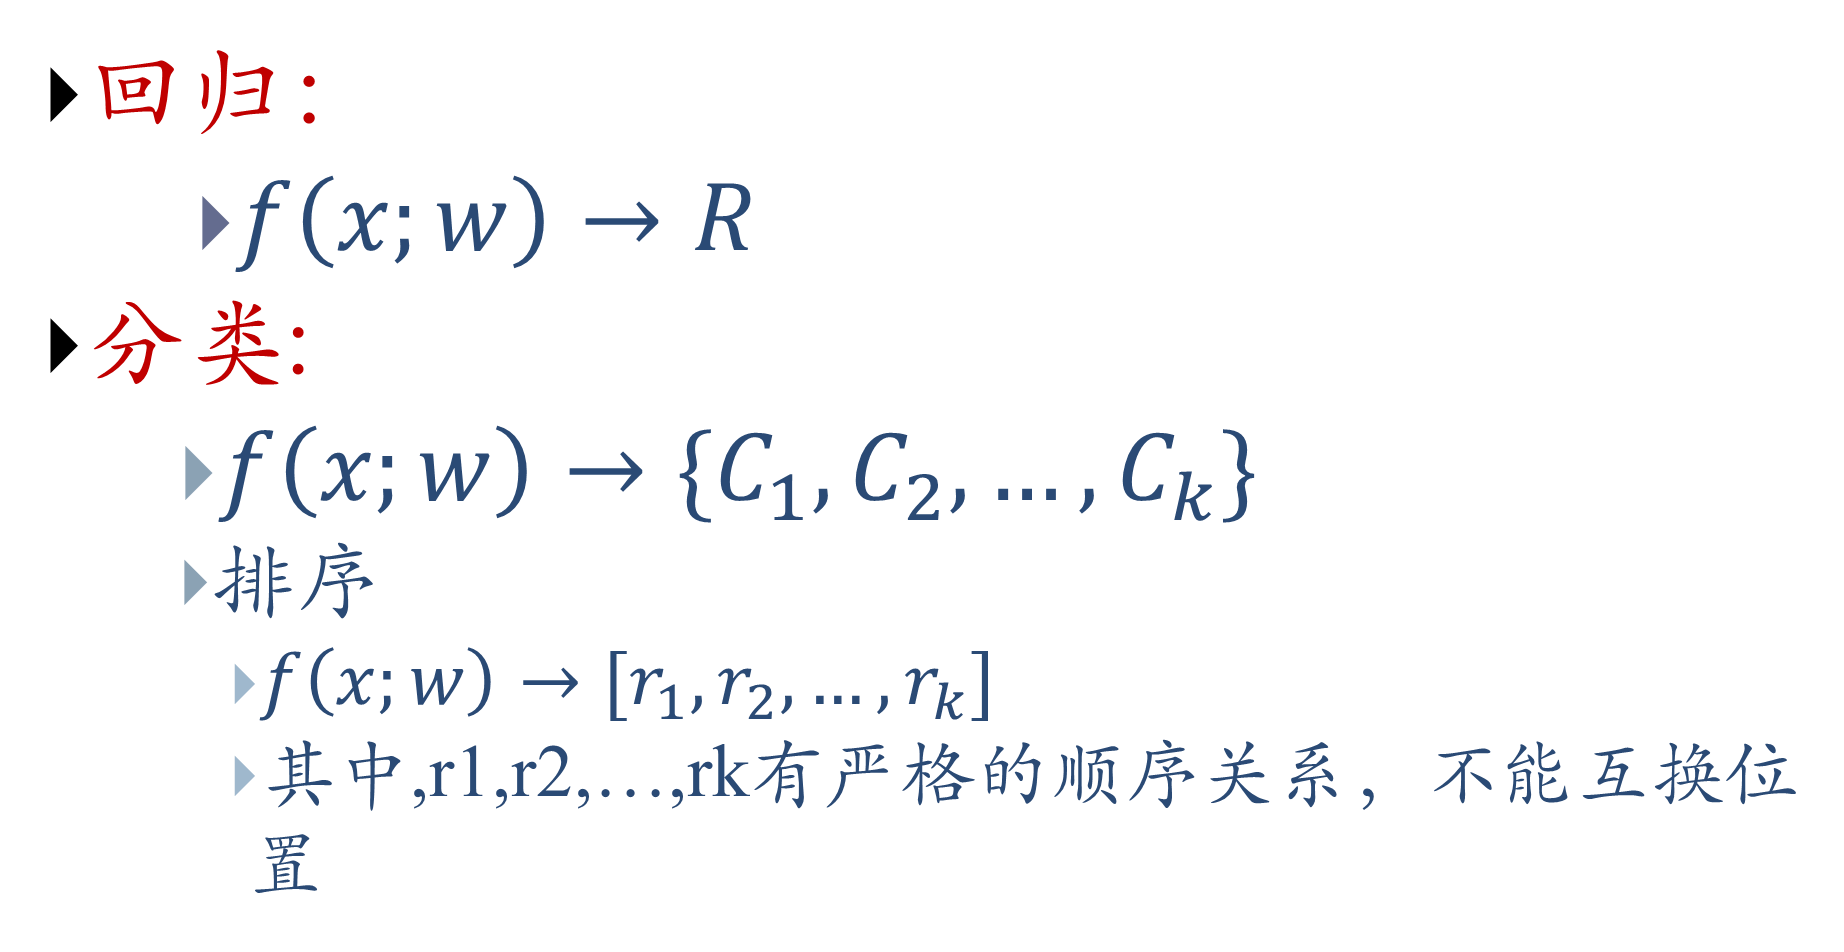 回归：
f(x; w) → R
分类:
f(x; w) → {C₁, C₂, … , Cₖ}
排序
f(x; w) → [r₁, r₂, … , rₖ]
其中,r1,r2,…,rk有严格的顺序关系，不能互换位
置